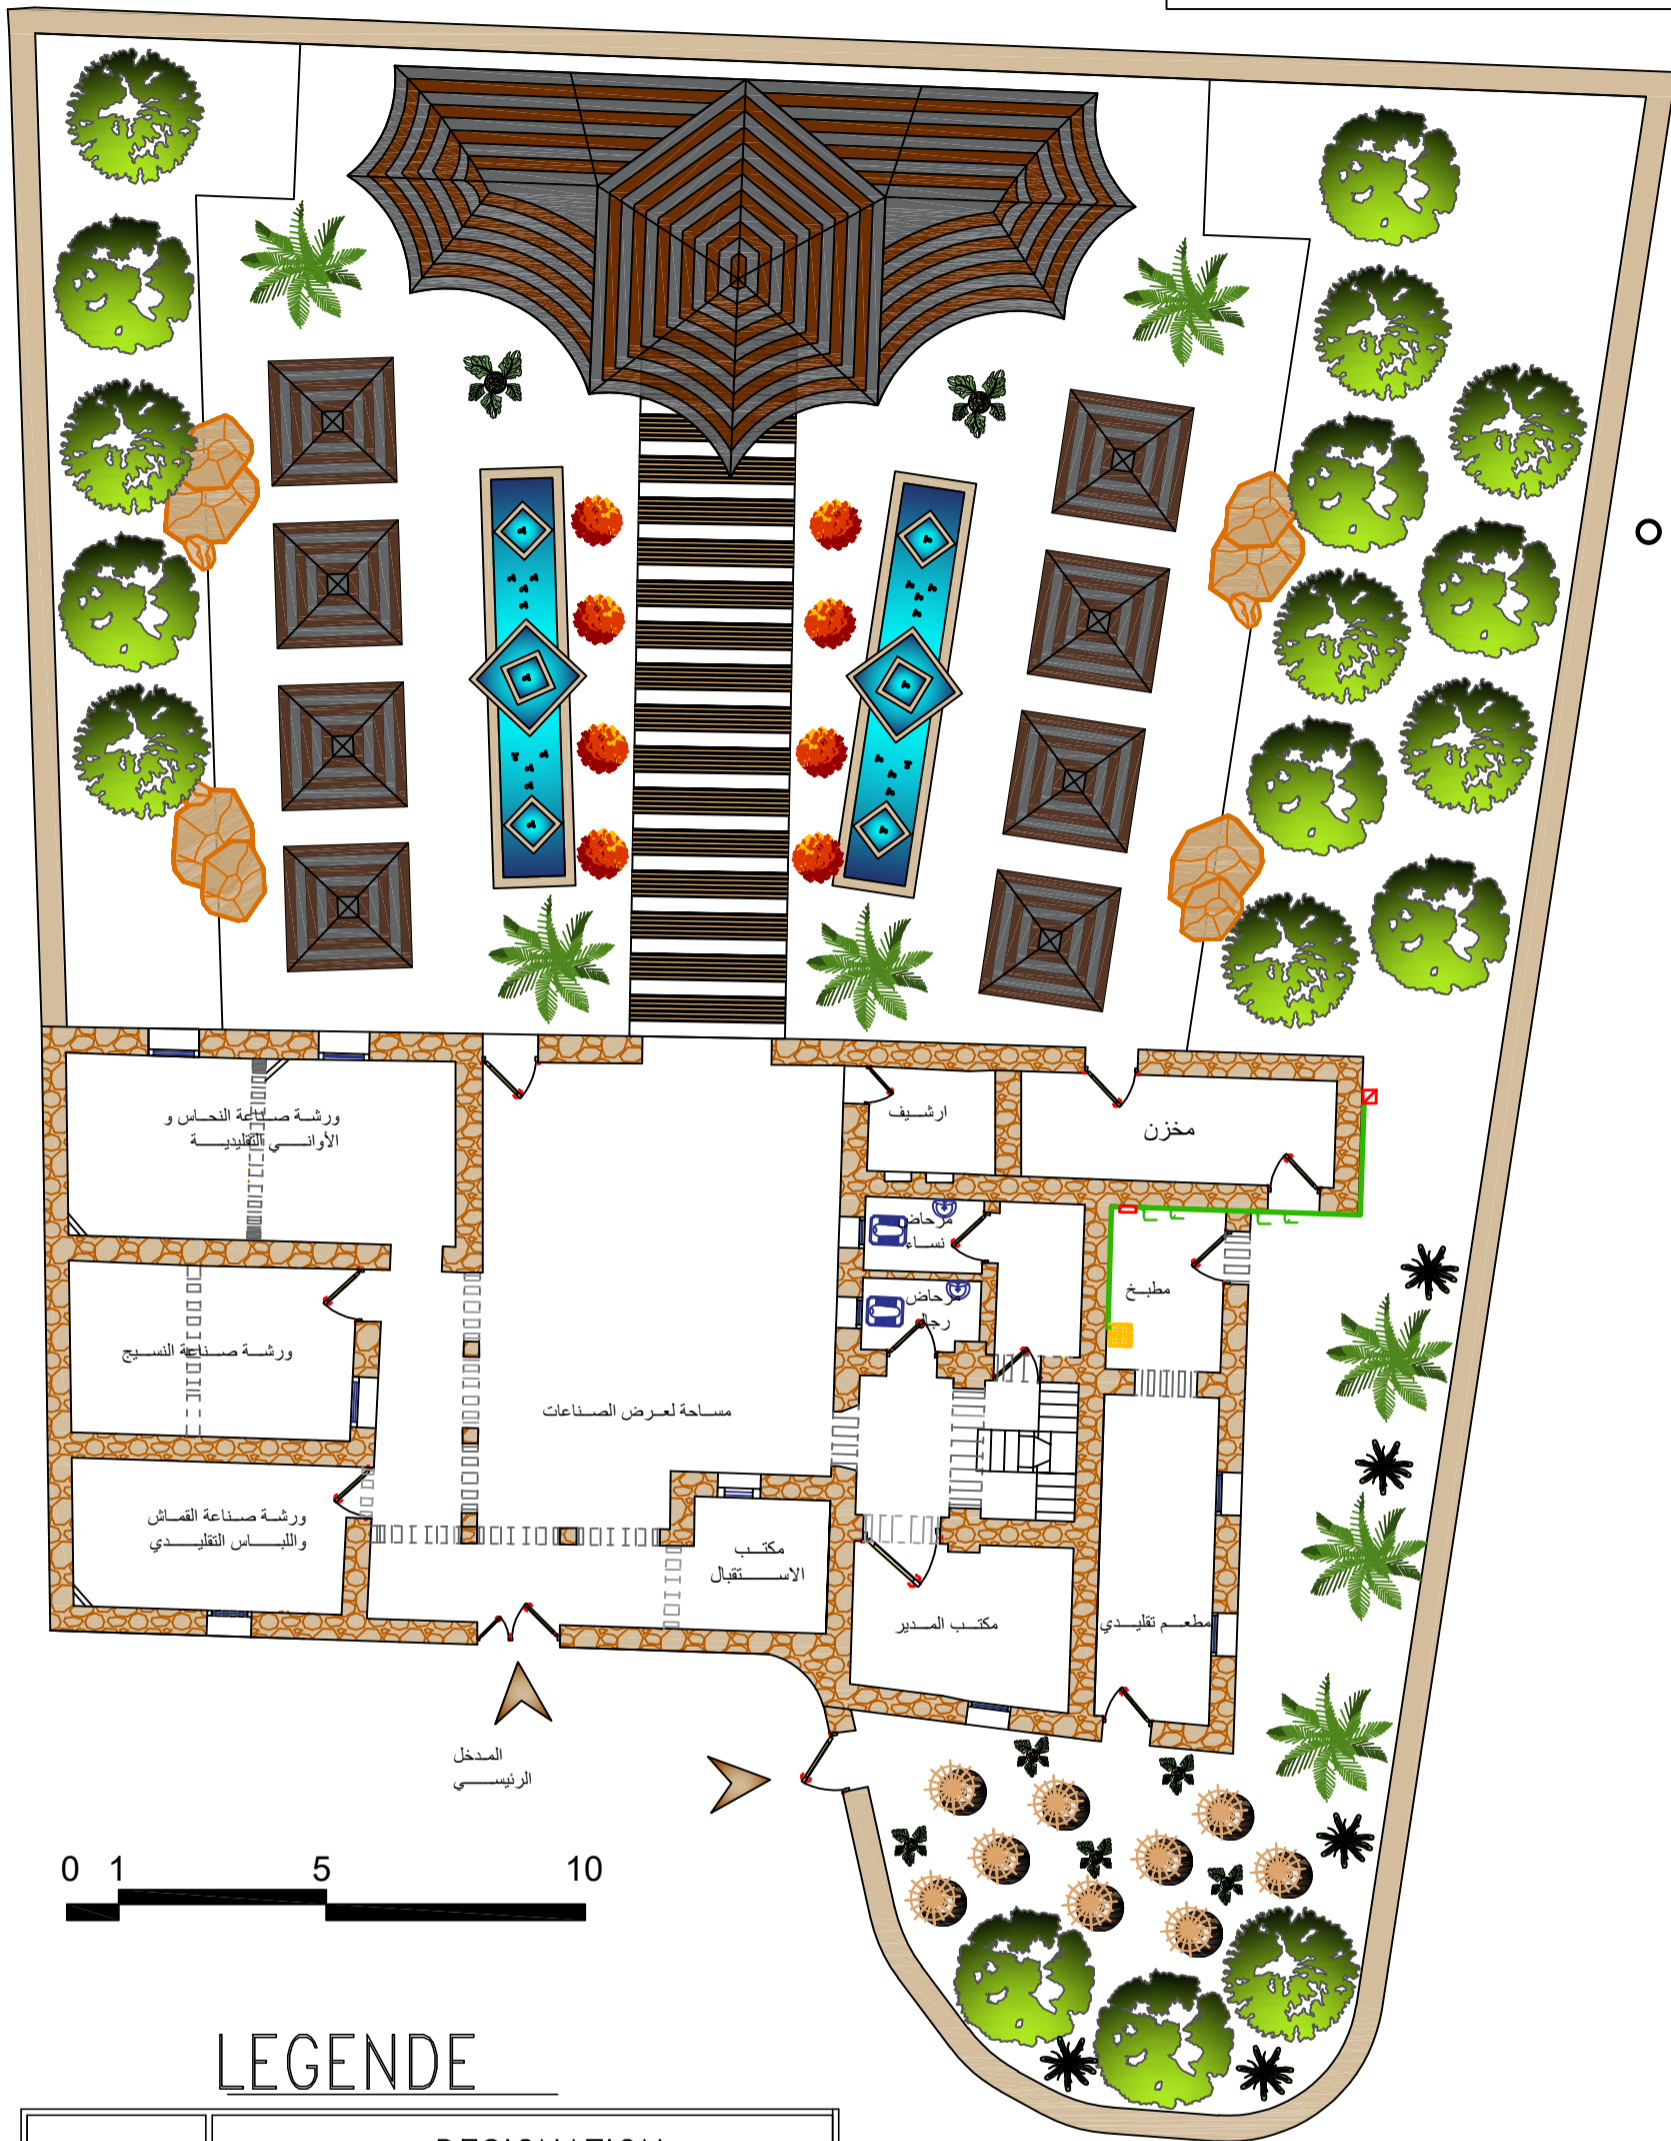 ورشة صناعة النحاس و
الأواني التقليدية
ارشيف
مخزن
مرحاض
نساء
مرحاض
رجال
مطبخ
ورشة صناعة النسيج
مساحة لعرض الصناعات
ورشة صناعة القماش
واللباس التقليدي
مكتب
الاستقبال
مكتب المدير
مطعم تقليدي
المدخل
الرئيسي
0 1 5 10
LEGENDE
DESIGNATION